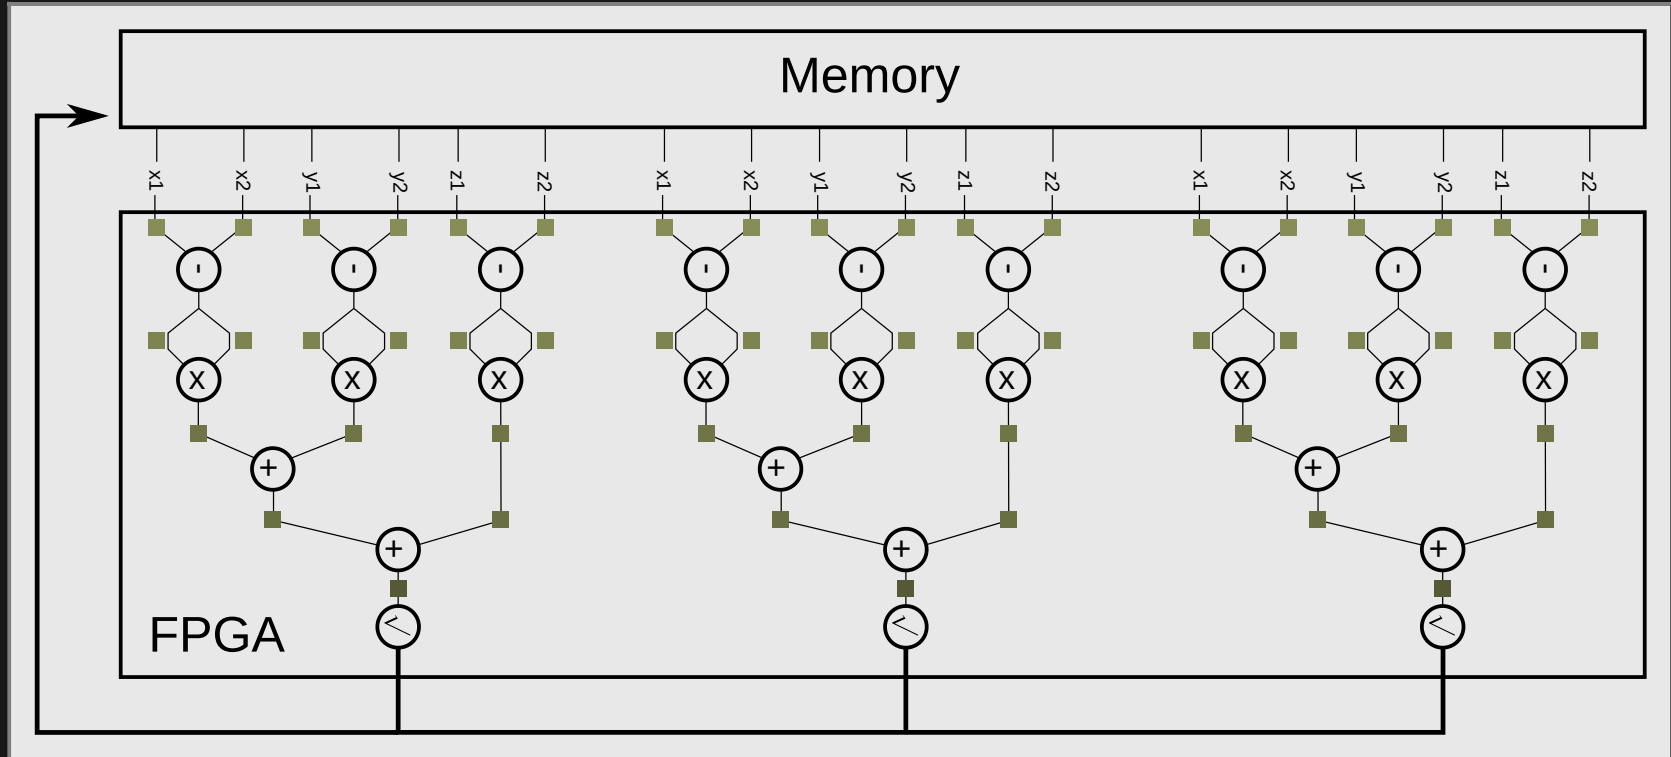 Memory
x1 x2 y1 y2 z1 z2 x1 x2 y1 y2 z1 z2 x1 x2 y1 y2 z1 z2
- - - - - - - - -
x x x x x x x x x
+ + +
+ + +
√ √ √
FPGA